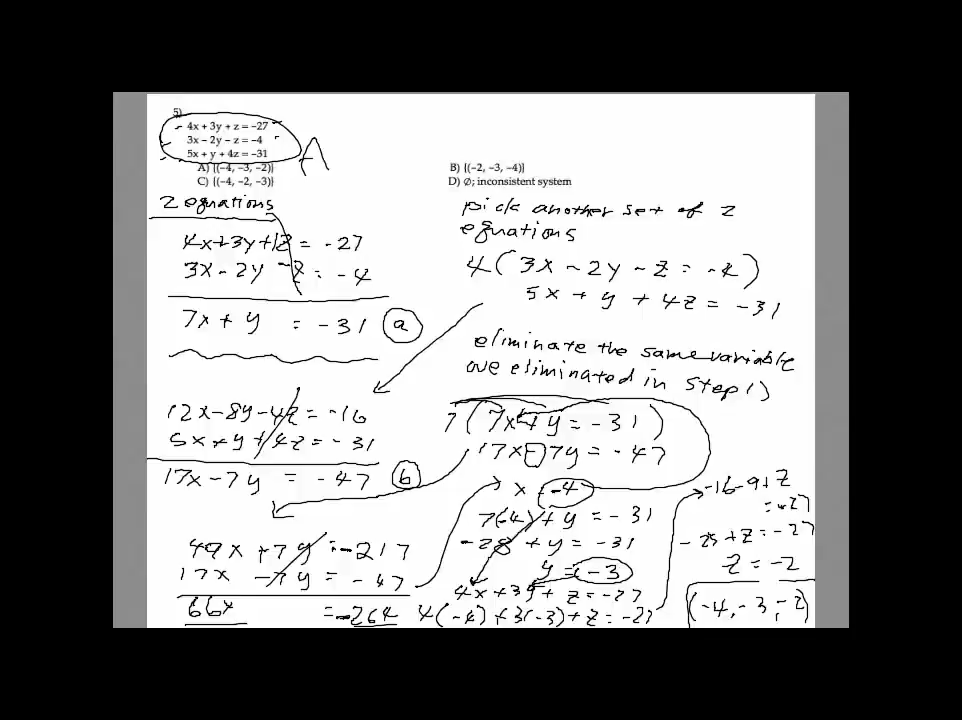 5)
4x + 3y + z = -27
3x - 2y - z = -4
5x + y + 4z = -31
A) {(-4, -3, -2)}
B) {(-2, -3, -4)}
C) {(-4, -2, -3)}
D) ∅; inconsistent system
A
2 equations
4x+3y+1z = -27
3x-2y -z = -4
7x + y = -31 (a)
pick another set of 2
equations
4(3x - 2y - z = -4)
5x + y + 4z = -31
eliminate the same variable
we eliminated in step 1)
12x-8y-4z = -16
5x+y+4z = -31
17x-7y = -47 (b)
7(7x+y = -31)
17x-7y = -47
49x+7y = -217
17x -7y = -47
66x = -264
x = -4
7(-4)+y = -31
-28+y = -31
y = -3
4x+3y+z=-27
4(-4)+3(-3)+z=-27
-16-9+z
=-27
-25+z=-27
z = -2
(-4,-3,-2)